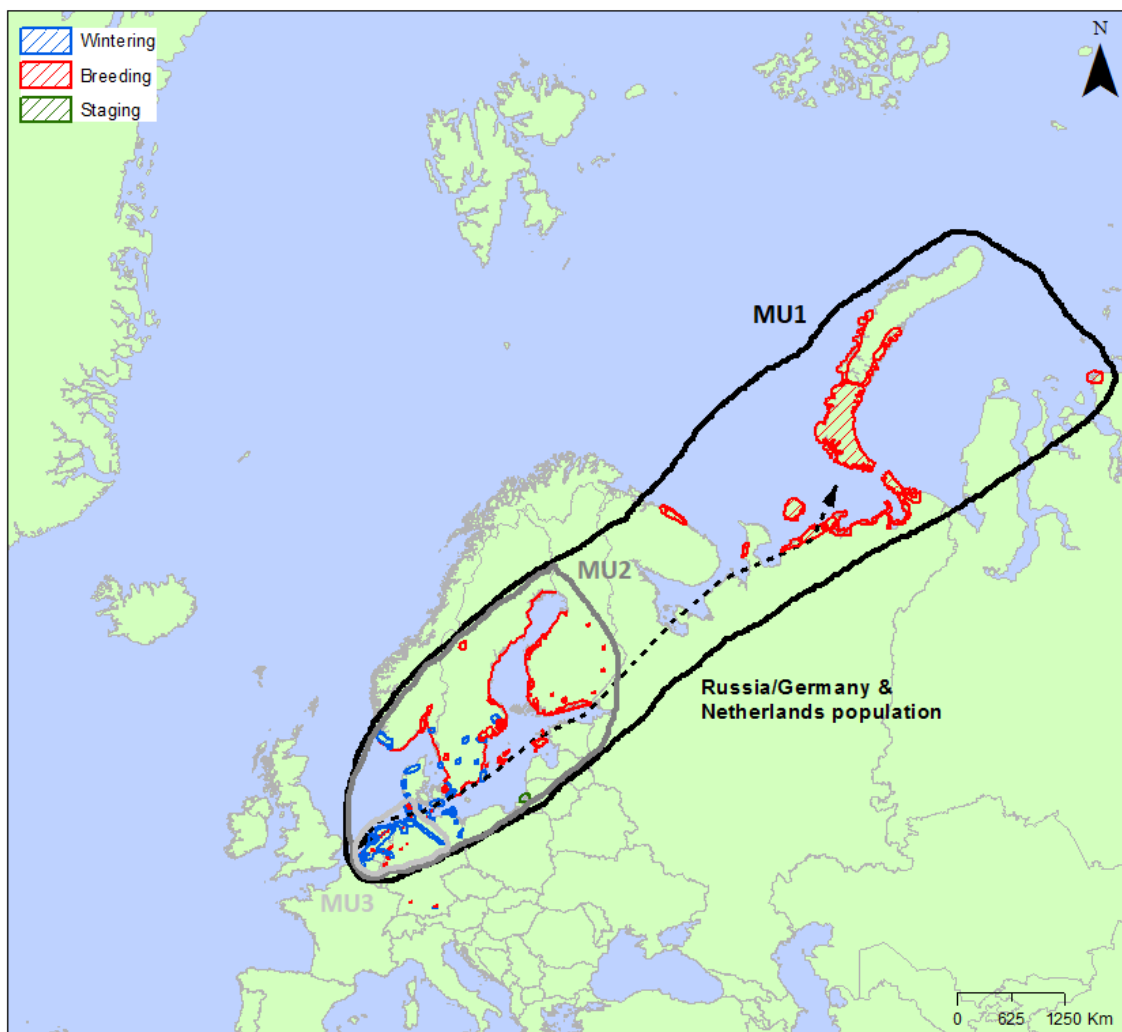 Wintering
Breeding
Staging
N
MU1
MU2
Russia/Germany &
Netherlands population
MU3
0 625 1250 Km